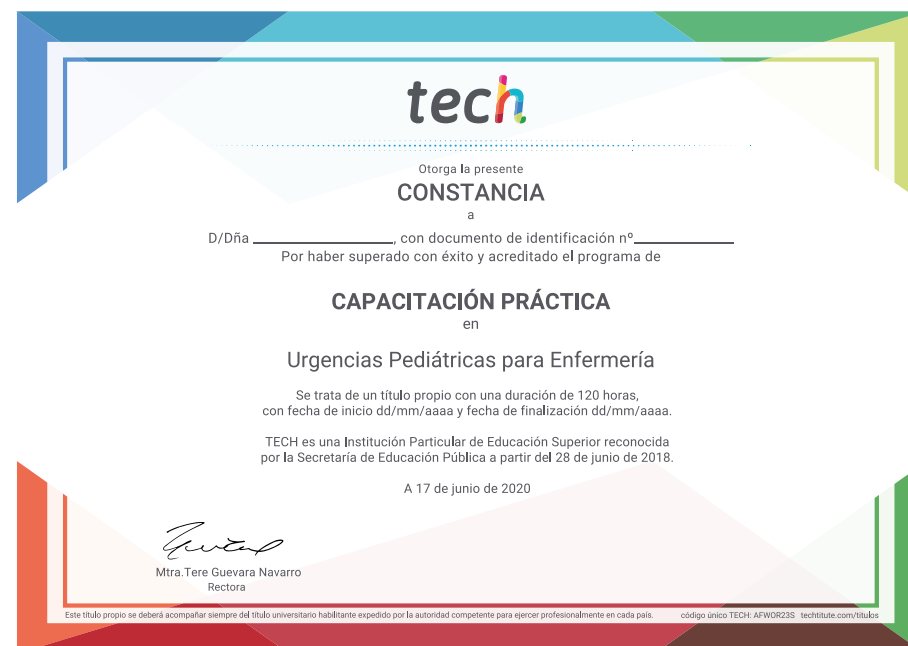 tech
Otorga la presente
CONSTANCIA
a
D/Dña ____________________, con documento de identificación nº______________
Por haber superado con éxito y acreditado el programa de
CAPACITACIÓN PRÁCTICA
en
Urgencias Pediátricas para Enfermería
Se trata de un título propio con una duración de 120 horas,
con fecha de inicio dd/mm/aaaa y fecha de finalización dd/mm/aaaa.
TECH es una Institución Particular de Educación Superior reconocida
por la Secretaría de Educación Pública a partir del 28 de junio de 2018.
A 17 de junio de 2020
Mtra.Tere Guevara Navarro
Rectora
Este título propio se deberá acompañar siempre del título universitario habilitante expedido por la autoridad competente para ejercer profesionalmente en cada país. código único TECH: AFWOR23S techtitute.com/titulos